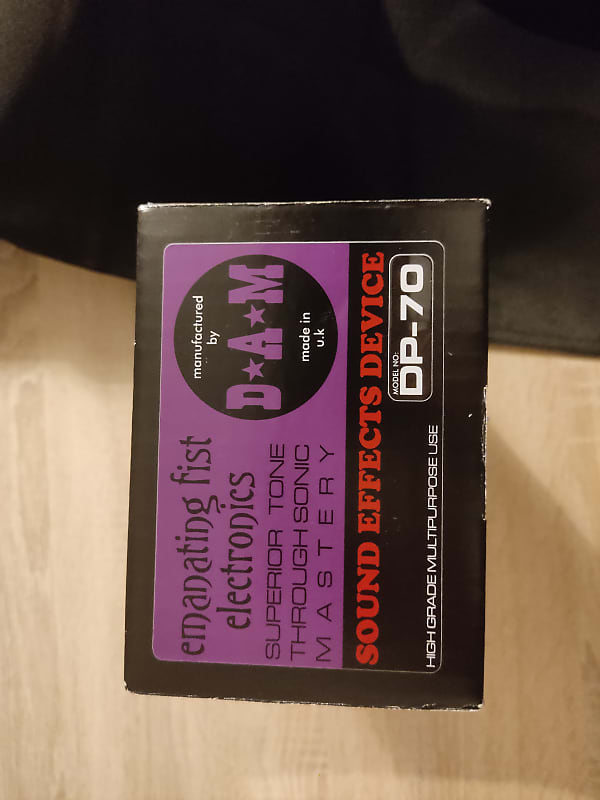 emanating fist
electronics
SUPERIOR TONE
THROUGH SONIC
MASTERY
manufactured
by
D★A★M
made in
u.k
SOUND EFFECTS DEVICE
HIGH GRADE MULTIPURPOSE USE
MODEL NO:
DP-70